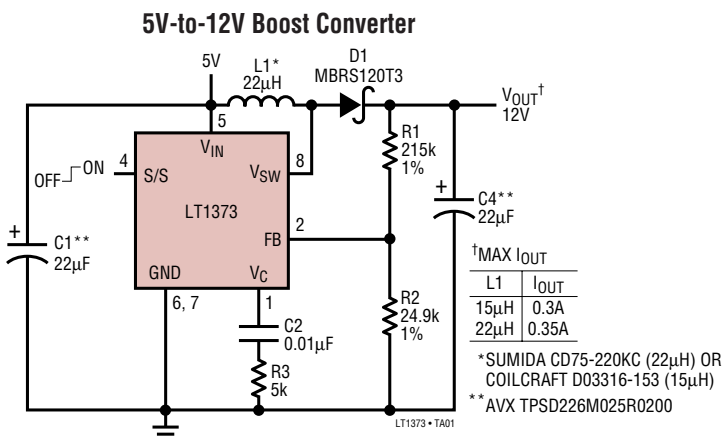 5V-to-12V Boost Converter
5V
L1*
22µH
D1
MBRS120T3
VOUT†
12V
5
VIN
4
S/S
OFF ON
VSW
8
LT1373
FB
2
GND
VC
6, 7
1
C1**
22µF
+
C2
0.01µF
R3
5k
R1
215k
1%
R2
24.9k
1%
+
C4**
22µF
†MAX IOUT
L1 IOUT
15µH 0.3A
22µH 0.35A
*SUMIDA CD75-220KC (22µH) OR
COILCRAFT D03316-153 (15µH)
**AVX TPSD226M025R0200
LT1373 • TA01